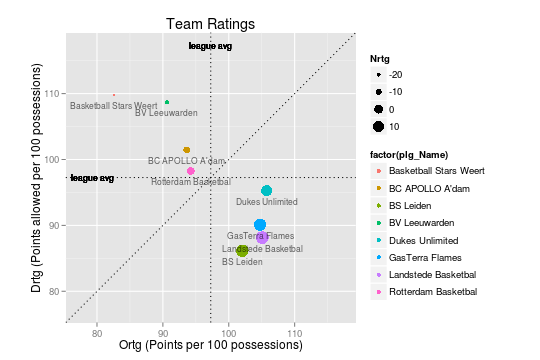 Team Ratings
league avg
Drtg (Points allowed per 100 possessions)
110
100
90
80
Basketball Stars Weert
BV Leeuwarden
BC APOLLO A'dam
league avg
Rotterdam Basketbal
Dukes Unlimited
GasTerra Flames
Landstede Basketbal
BS Leiden
80
90
100
110
Ortg (Points per 100 possessions)
Nrtg
-20
-10
0
10
factor(plg_Name)
Basketball Stars Weert
BC APOLLO A'dam
BS Leiden
BV Leeuwarden
Dukes Unlimited
GasTerra Flames
Landstede Basketbal
Rotterdam Basketbal